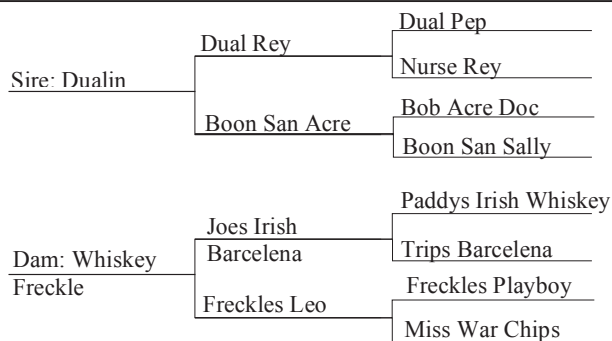 Dual Pep
Dual Rey
Nurse Rey
Sire: Dualin
Bob Acre Doc
Boon San Acre
Boon San Sally
Paddys Irish Whiskey
Joes Irish
Barcelena
Trips Barcelena
Dam: Whiskey
Freckle
Freckles Playboy
Freckles Leo
Miss War Chips